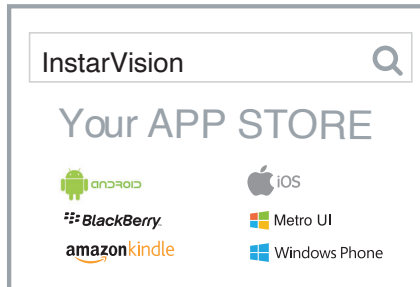 InstarVision
Your APP STORE
android
iOS
BlackBerry
Metro UI
amazonkindle
Windows Phone